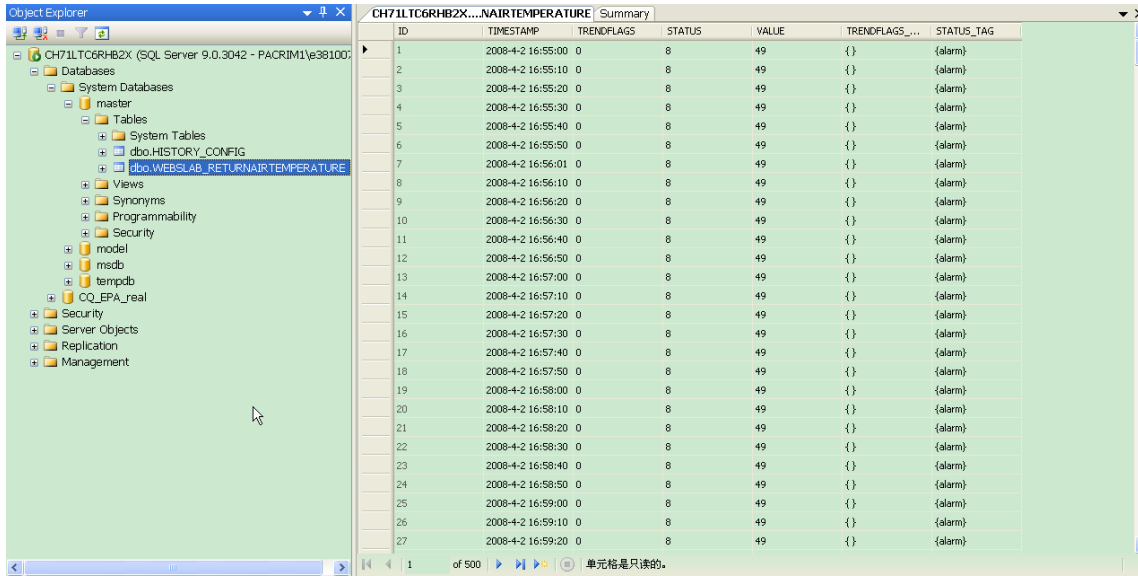 Object Explorer
CH71LTC6RHB2X (SQL Server 9.0.3042 - PACRIM1\e381007
Databases
System Databases
master
Tables
System Tables
dbo.HISTORY_CONFIG
dbo.WEBSLAB_RETURNAIRTEMPERATURE
Views
Synonyms
Programmability
Security
model
msdb
tempdb
CQ_EPA_real
Security
Server Objects
Replication
Management
CH71LTC6RHB2X....NAIRTEMPERATURE Summary
ID TIMESTAMP TRENDFLAGS STATUS VALUE TRENDFLAGS_... STATUS_TAG
1 2008-4-2 16:55:00 0 8 49 { } {alarm}
2 2008-4-2 16:55:10 0 8 49 { } {alarm}
3 2008-4-2 16:55:20 0 8 49 { } {alarm}
4 2008-4-2 16:55:30 0 8 49 { } {alarm}
5 2008-4-2 16:55:40 0 8 49 { } {alarm}
6 2008-4-2 16:55:50 0 8 49 { } {alarm}
7 2008-4-2 16:56:01 0 8 49 { } {alarm}
8 2008-4-2 16:56:10 0 8 49 { } {alarm}
9 2008-4-2 16:56:20 0 8 49 { } {alarm}
10 2008-4-2 16:56:30 0 8 49 { } {alarm}
11 2008-4-2 16:56:40 0 8 49 { } {alarm}
12 2008-4-2 16:56:50 0 8 49 { } {alarm}
13 2008-4-2 16:57:00 0 8 49 { } {alarm}
14 2008-4-2 16:57:10 0 8 49 { } {alarm}
15 2008-4-2 16:57:20 0 8 49 { } {alarm}
16 2008-4-2 16:57:30 0 8 49 { } {alarm}
17 2008-4-2 16:57:40 0 8 49 { } {alarm}
18 2008-4-2 16:57:50 0 8 49 { } {alarm}
19 2008-4-2 16:58:00 0 8 49 { } {alarm}
20 2008-4-2 16:58:10 0 8 49 { } {alarm}
21 2008-4-2 16:58:20 0 8 49 { } {alarm}
22 2008-4-2 16:58:30 0 8 49 { } {alarm}
23 2008-4-2 16:58:40 0 8 49 { } {alarm}
24 2008-4-2 16:58:50 0 8 49 { } {alarm}
25 2008-4-2 16:59:00 0 8 49 { } {alarm}
26 2008-4-2 16:59:10 0 8 49 { } {alarm}
27 2008-4-2 16:59:20 0 8 49 { } {alarm}
1 of 500 单元格是只读的。